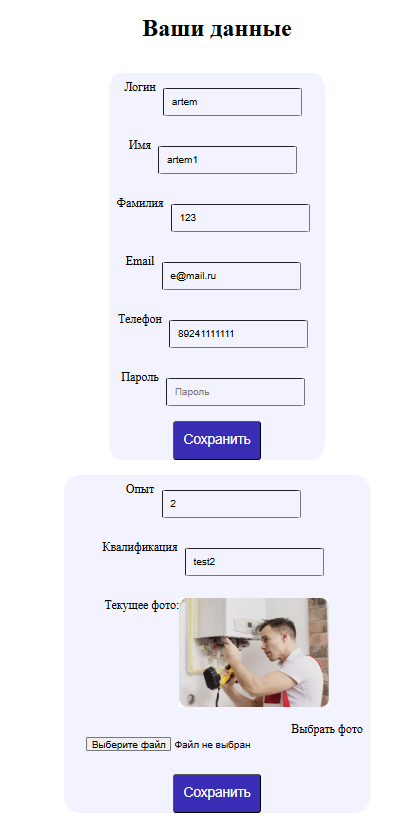 Ваши данные
Логин artem
Имя artem1
Фамилия 123
Email e@mail.ru
Телефон 89241111111
Пароль Пароль
Сохранить
Опыт 2
Квалификация test2
Текущее фото:
Выбрать фото
Выберите файл Файл не выбран
Сохранить